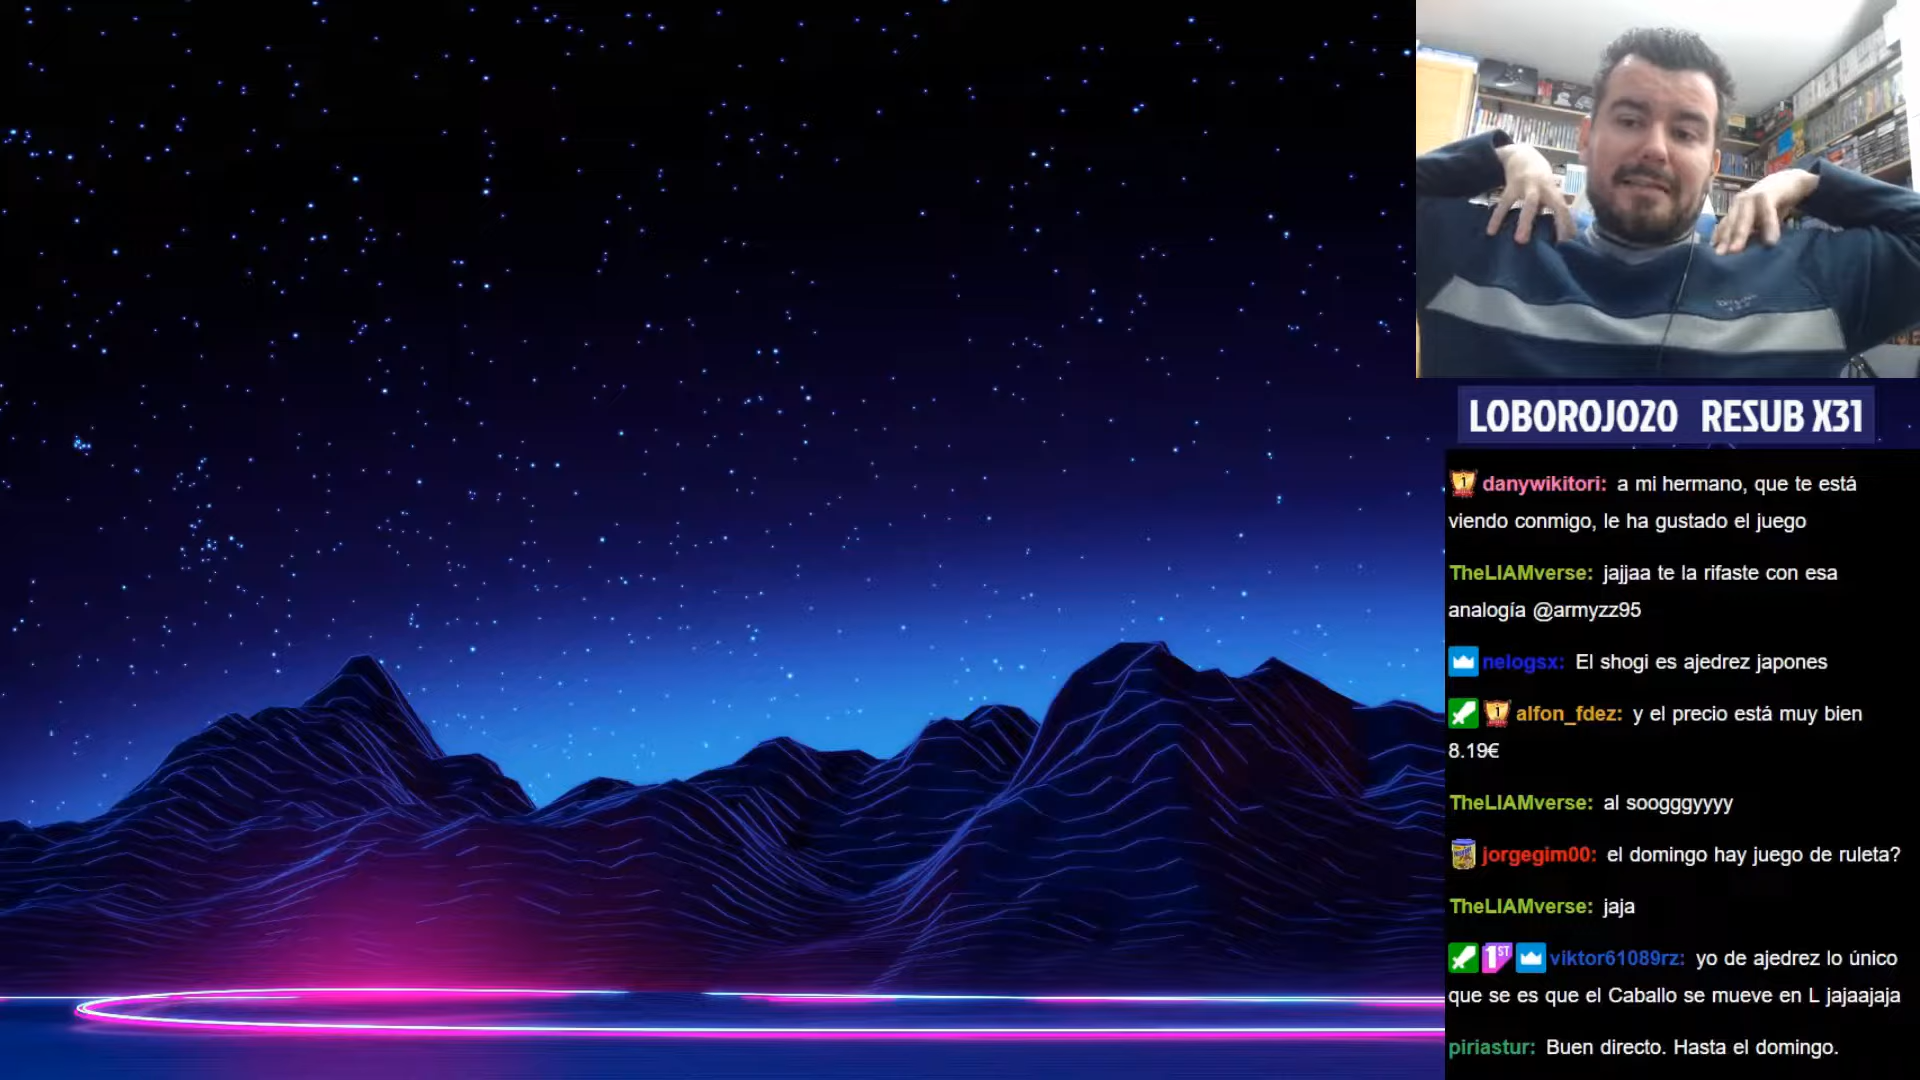 LOBOROJO20 RESUB X31
danywikitori: a mi hermano, que te está
viendo conmigo, le ha gustado el juego
TheLIAMverse: jajjaa te la rifaste con esa
analogía @armyzz95
nelogsx: El shogi es ajedrez japones
alfon_fdez: y el precio está muy bien
8.19€
TheLIAMverse: al soogggyyyy
jorgegim00: el domingo hay juego de ruleta?
TheLIAMverse: jaja
1ST viktor61089rz: yo de ajedrez lo único
que se es que el Caballo se mueve en L jajaajaja
piriastur: Buen directo. Hasta el domingo.